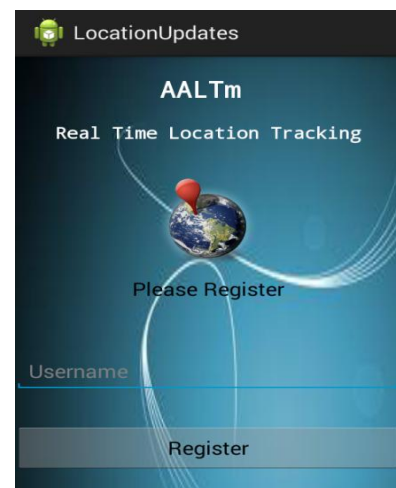 LocationUpdates
AALTm
Real Time Location Tracking
Please Register
Username
Register